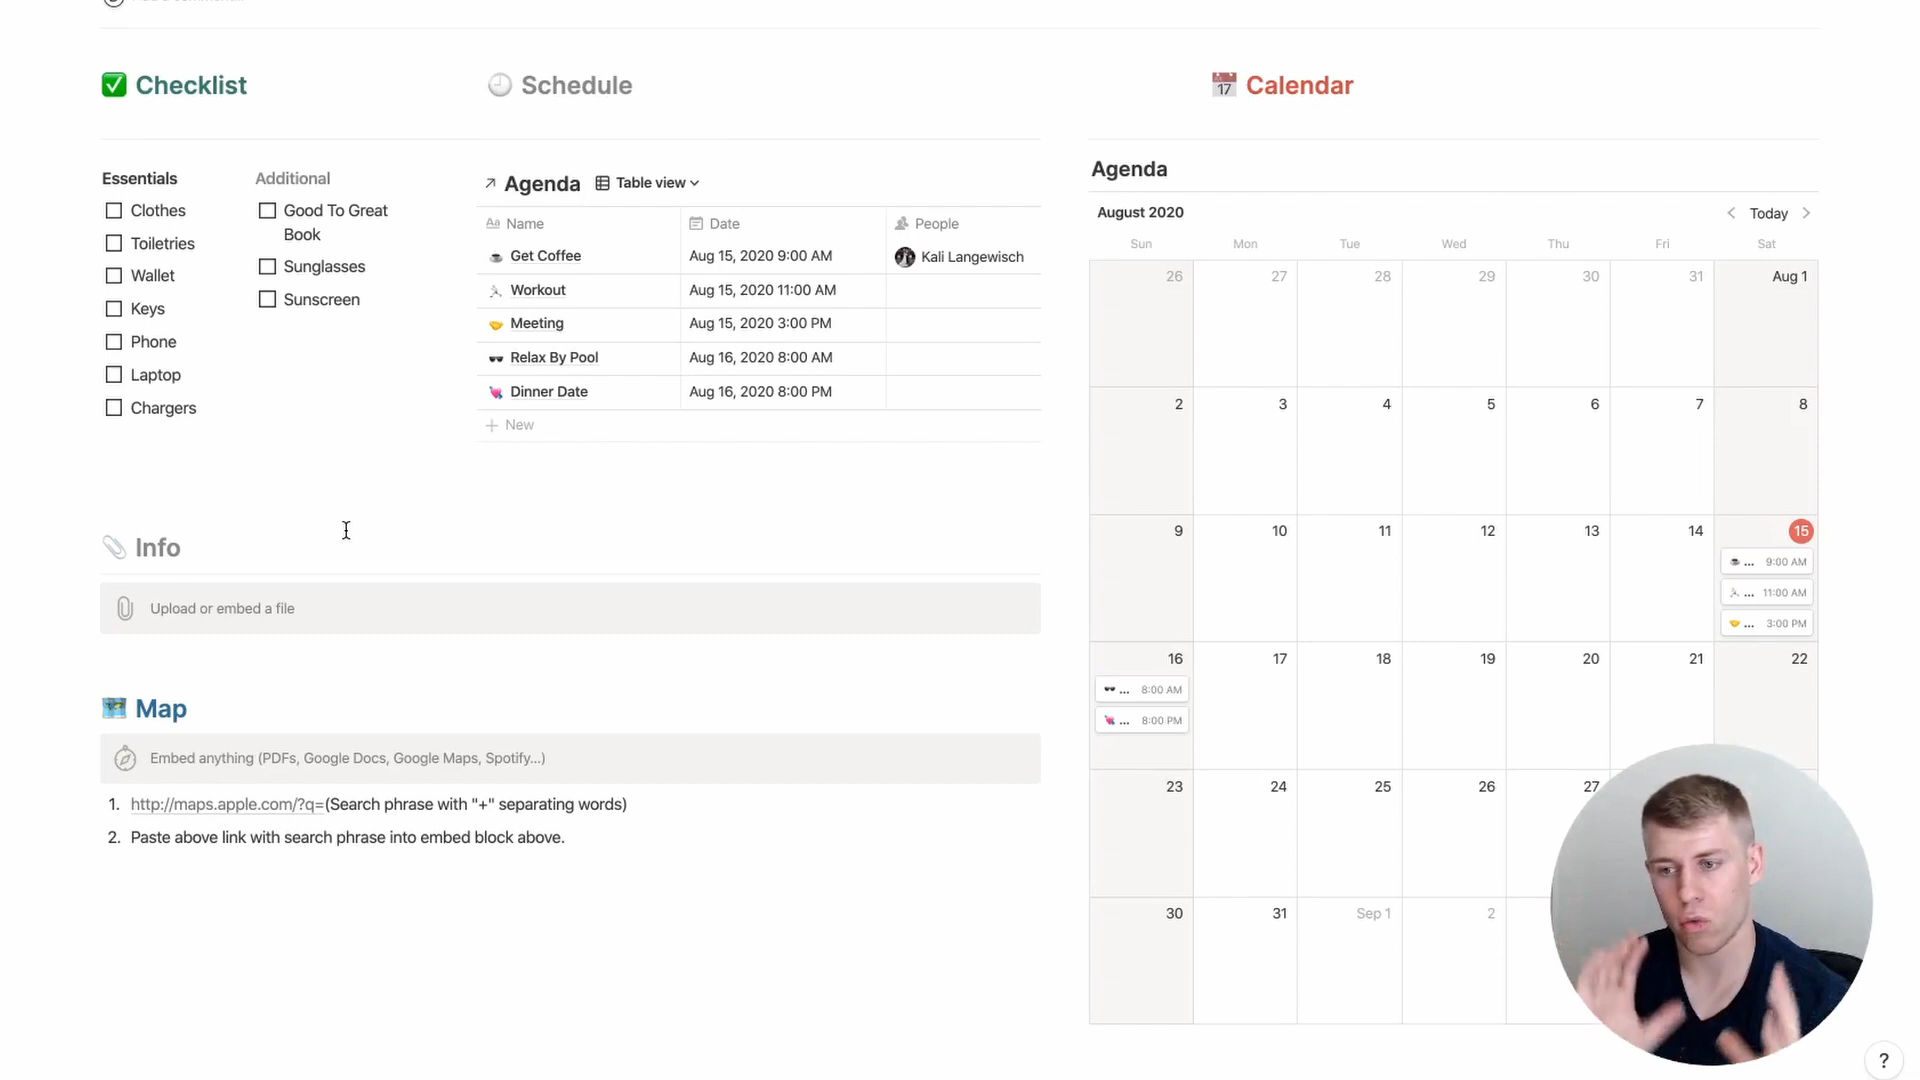 Checklist
Essentials
Clothes
Toiletries
Wallet
Keys
Phone
Laptop
Chargers
Additional
Good To Great
Book
Sunglasses
Sunscreen
Schedule
Agenda Table view
Name Date People
Get Coffee Aug 15, 2020 9:00 AM Kali Langewisch
Workout Aug 15, 2020 11:00 AM
Meeting Aug 15, 2020 3:00 PM
Relax By Pool Aug 16, 2020 8:00 AM
Dinner Date Aug 16, 2020 8:00 PM
New
Info
Upload or embed a file
Map
Embed anything (PDFs, Google Docs, Google Maps, Spotify...)
1. http://maps.apple.com/?q=(Search phrase with "+" separating words)
2. Paste above link with search phrase into embed block above.
17 Calendar
Agenda
August 2020 Today
Sun Mon Tue Wed Thu Fri Sat
26 27 28 29 30 31 Aug 1
2 3 4 5 6 7 8
9 10 11 12 13 14 15
... 9:00 AM
... 11:00 AM
... 3:00 PM
16 17 18 19 20 21 22
... 8:00 AM
... 8:00 PM
23 24 25 26 27
30 31 Sep 1 2
?